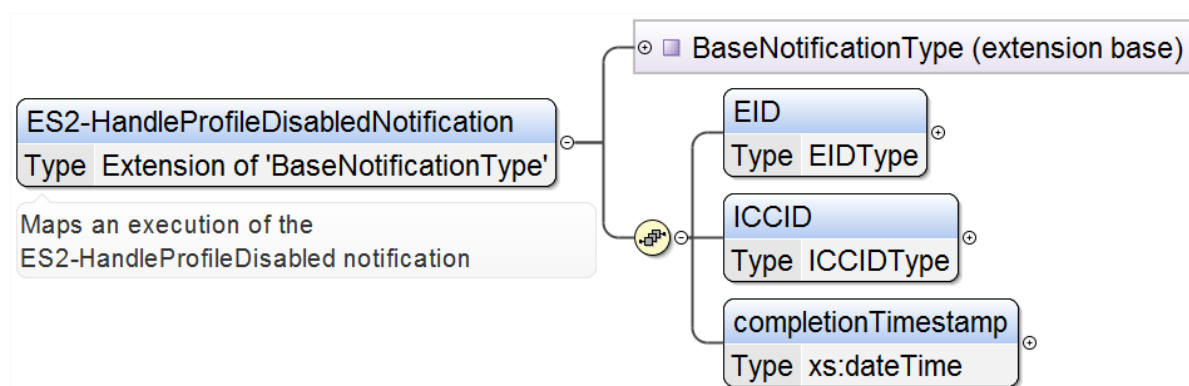 BaseNotificationType (extension base)
ES2-HandleProfileDisabledNotification
Type Extension of 'BaseNotificationType'
Maps an execution of the
ES2-HandleProfileDisabled notification
EID
Type EIDType
ICCID
Type ICCIDType
completionTimestamp
Type xs:dateTime